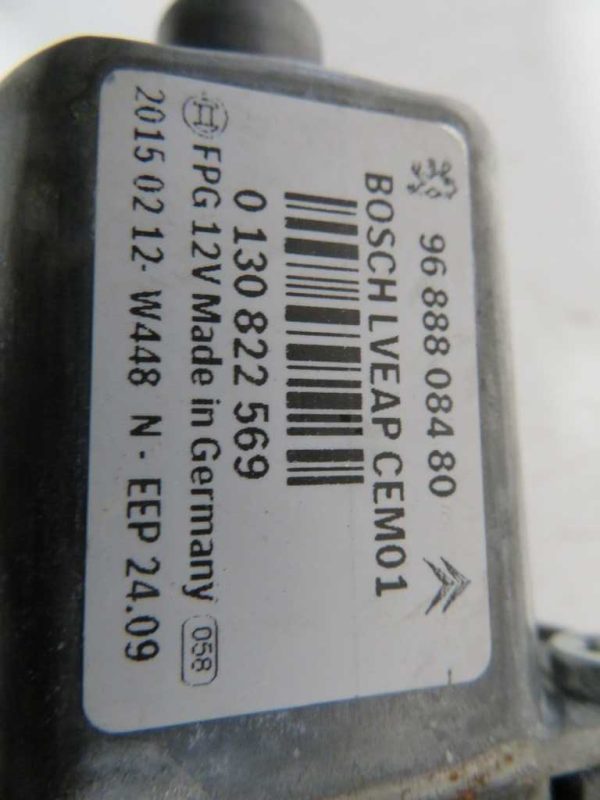 96 888 084 80
BOSCH LVEAP CEM01
0 130 822 569
FPG 12V Made in Germany 058
2015 02 12- W448 N - EEP 24.09